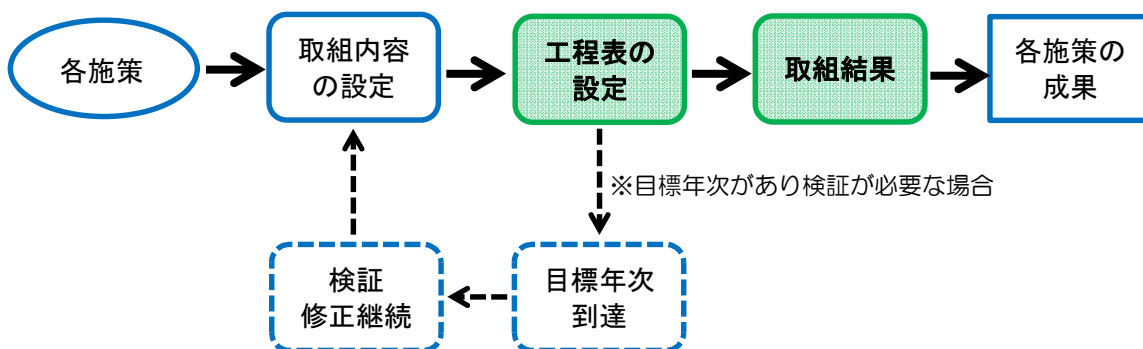 各施策
取組内容
の設定
工程表の
設定
取組結果
各施策の
成果
※目標年次があり検証が必要な場合
検証
修正継続
目標年次
到達